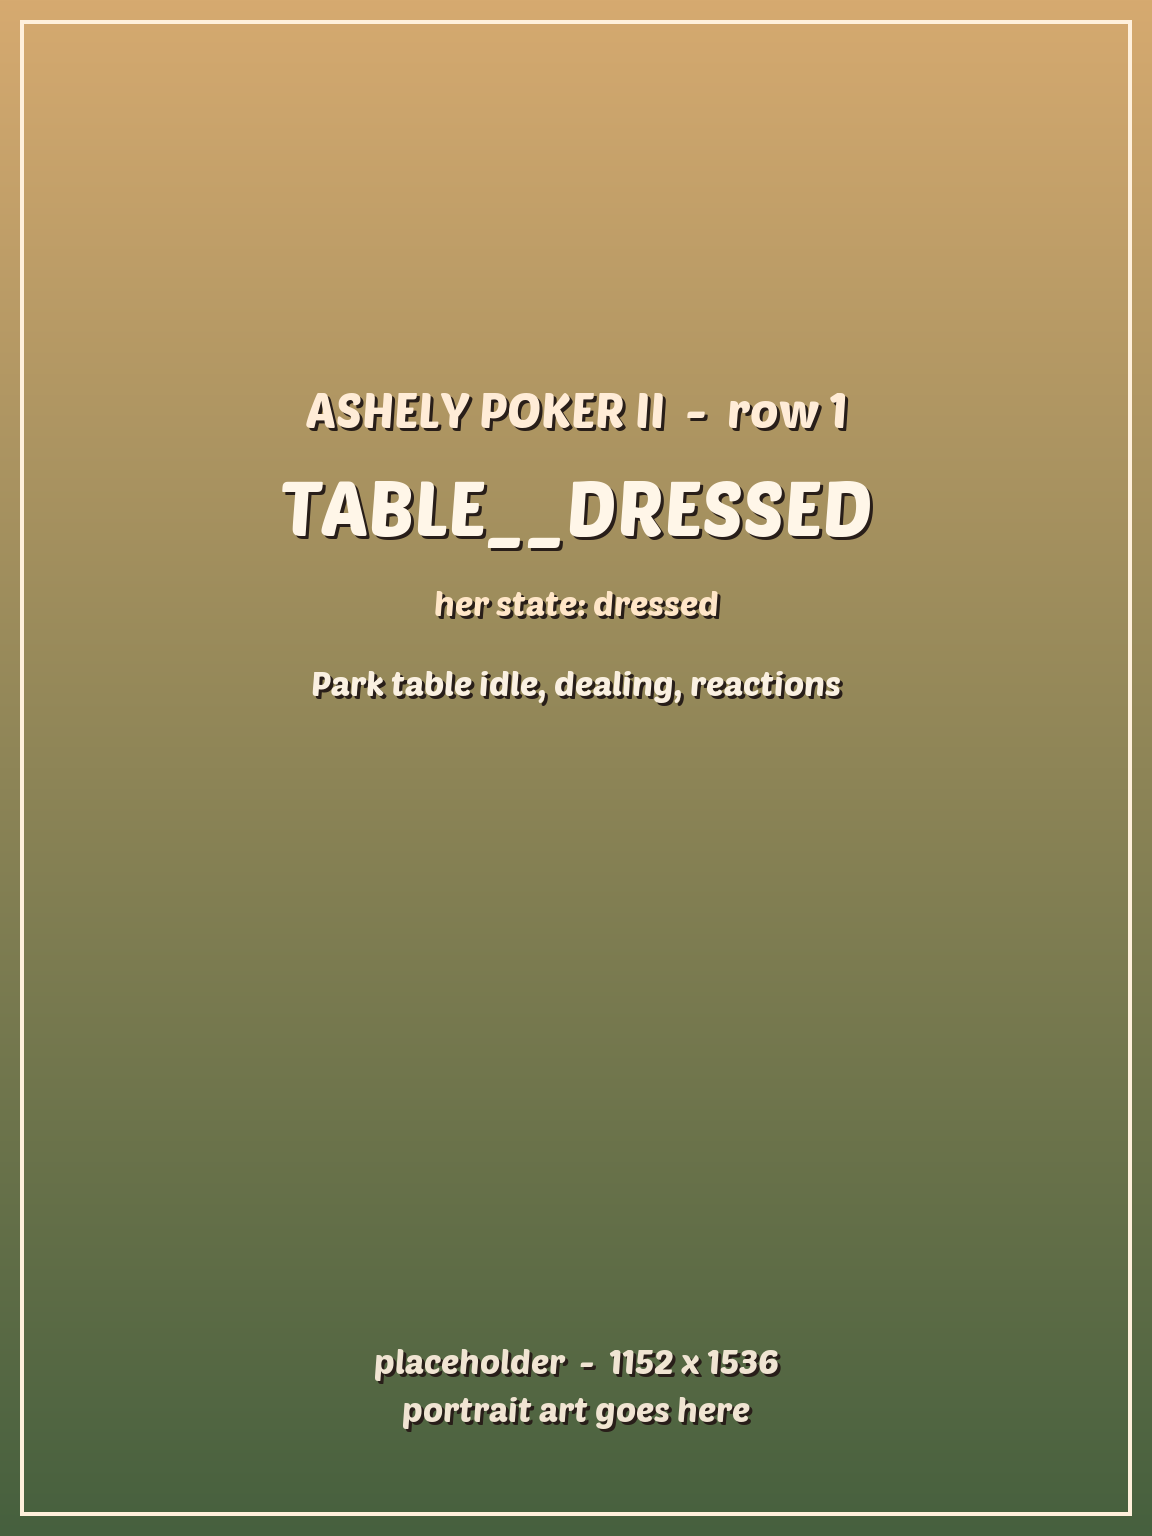 ASHELY POKER II - row 1
TABLE__DRESSED
her state: dressed
Park table idle, dealing, reactions
placeholder - 1152 x 1536
portrait art goes here